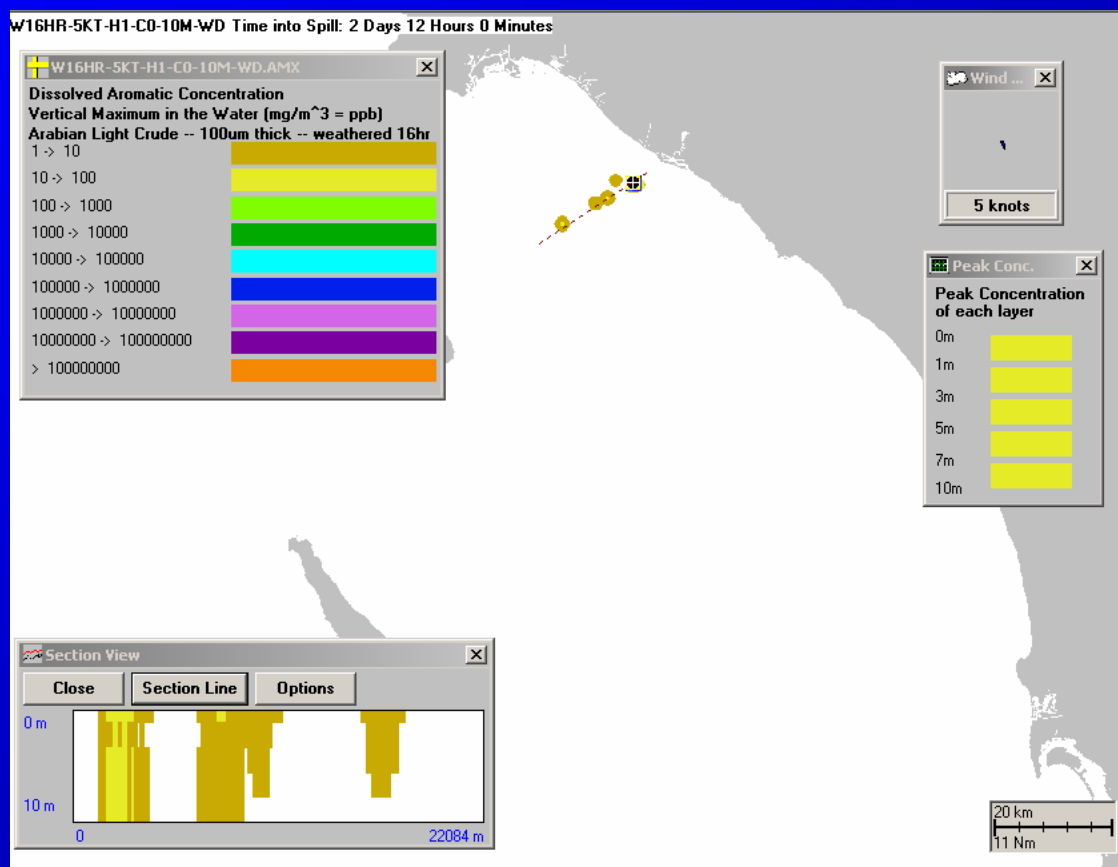 W16HR-5KT-H1-C0-10M-WD Time into Spill: 2 Days 12 Hours 0 Minutes
W16HR-5KT-H1-C0-10M-WD.AMX
Dissolved Aromatic Concentration
Vertical Maximum in the Water (mg/m^3 = ppb)
Arabian Light Crude -- 100um thick -- weathered 16hr
1 -> 10
10 -> 100
100 -> 1000
1000 -> 10000
10000 -> 100000
100000 -> 1000000
1000000 -> 10000000
10000000 -> 100000000
> 100000000
Wind ...
5 knots
Peak Conc.
Peak Concentration
of each layer
0m
1m
3m
5m
7m
10m
Section View
Close Section Line Options
0 m
10 m
0 22084 m
20 km
11 Nm